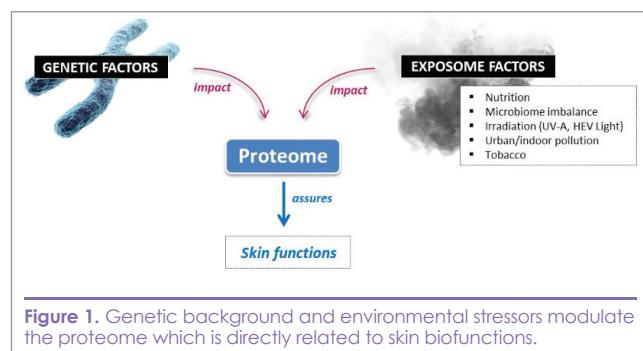 GENETIC FACTORS
EXPOSOME FACTORS
impact
impact
▪ Nutrition
▪ Microbiome imbalance
▪ Irradiation (UV-A, HEV Light)
▪ Urban/indoor pollution
▪ Tobacco
Proteome
assures
Skin functions
Figure 1. Genetic background and environmental stressors modulate
the proteome which is directly related to skin biofunctions.